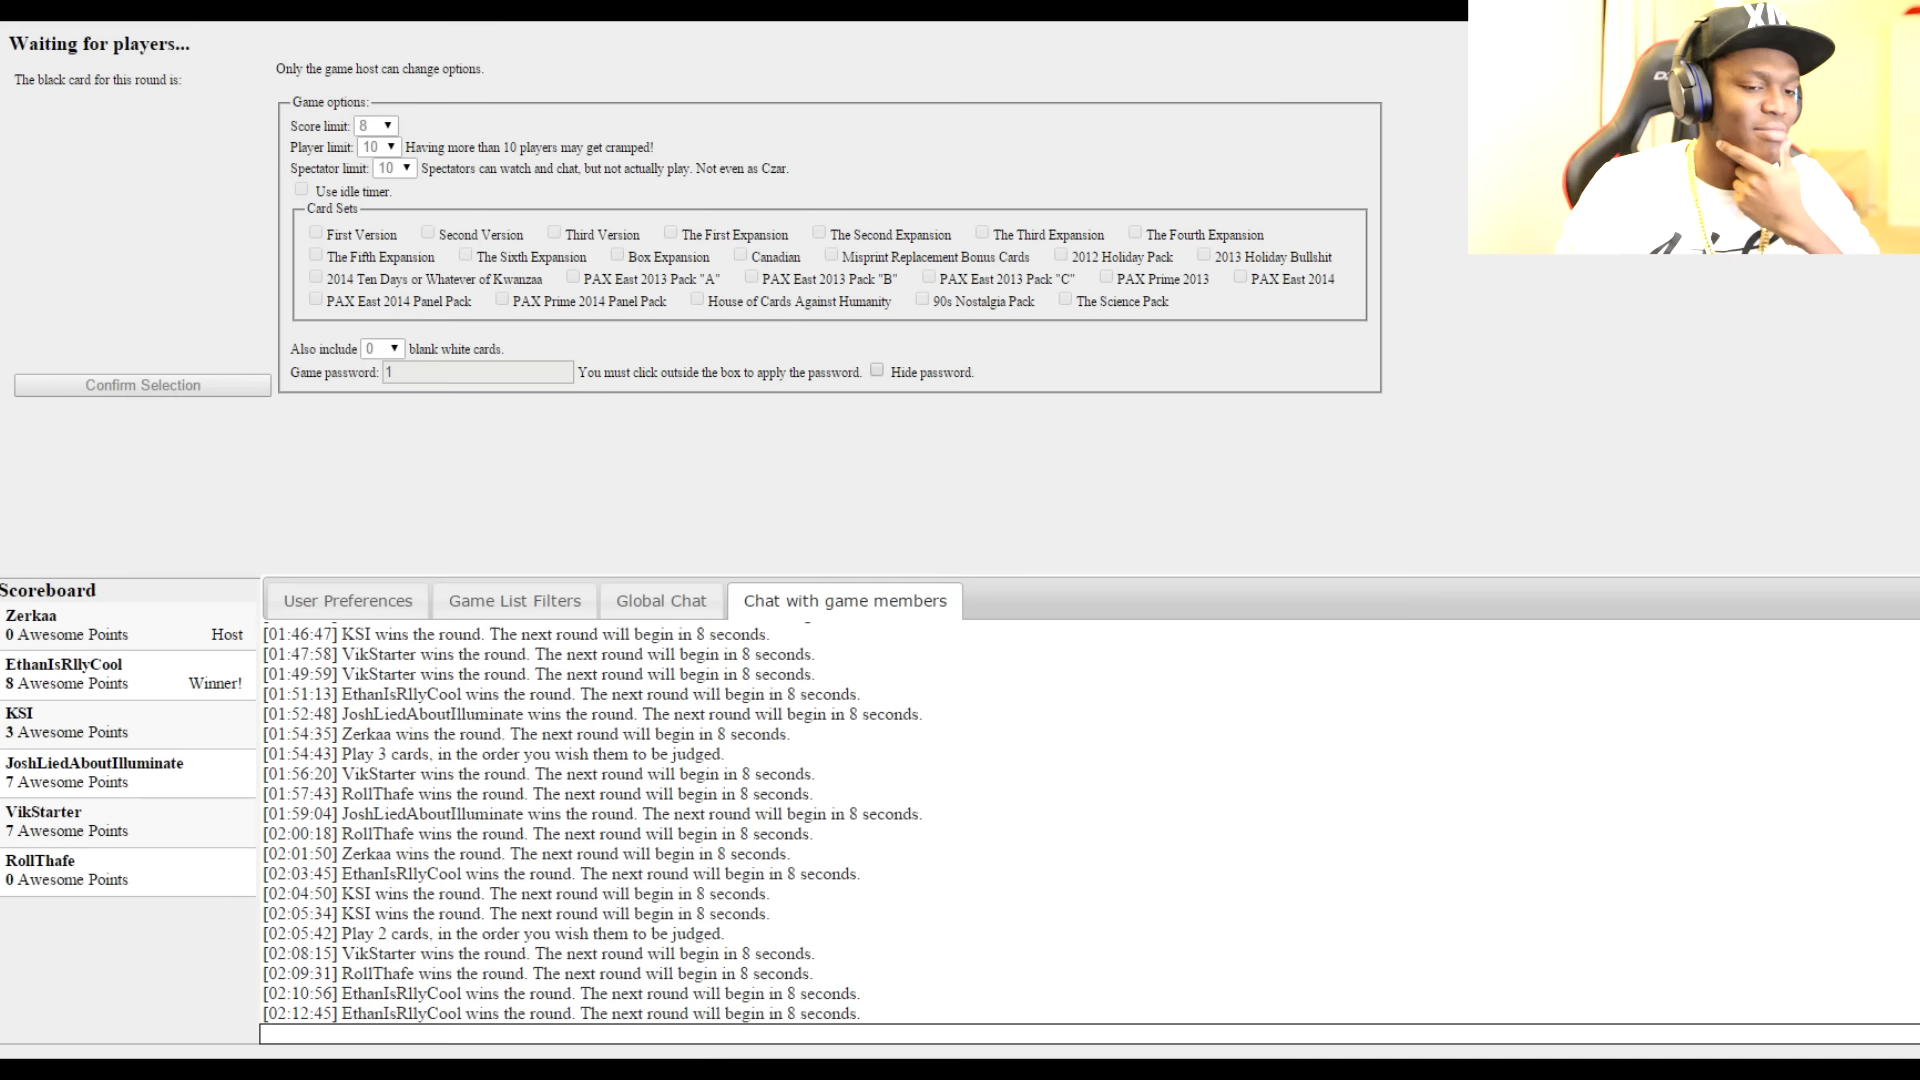 Waiting for players...
The black card for this round is:
Only the game host can change options.
Game options:
Score limit: 8
Player limit: 10 Having more than 10 players may get cramped!
Spectator limit: 10 Spectators can watch and chat, but not actually play. Not even as Czar.
Use idle timer.
Card Sets
First Version Second Version Third Version The First Expansion The Second Expansion The Third Expansion The Fourth Expansion
The Fifth Expansion The Sixth Expansion Box Expansion Canadian Misprint Replacement Bonus Cards 2012 Holiday Pack 2013 Holiday Bullshit
2014 Ten Days or Whatever of Kwanzaa PAX East 2013 Pack "A" PAX East 2013 Pack "B" PAX East 2013 Pack "C" PAX Prime 2013 PAX East 2014
PAX East 2014 Panel Pack PAX Prime 2014 Panel Pack House of Cards Against Humanity 90s Nostalgia Pack The Science Pack
Also include 0 blank white cards.
Game password: 1 You must click outside the box to apply the password. Hide password.
Confirm Selection
Scoreboard
Zerkaa
0 Awesome Points Host
EthanIsRllyCool
8 Awesome Points Winner!
KSI
3 Awesome Points
JoshLiedAboutIlluminate
7 Awesome Points
VikStarter
7 Awesome Points
RollThafe
0 Awesome Points
User Preferences Game List Filters Global Chat Chat with game members
[01:46:47] KSI wins the round. The next round will begin in 8 seconds.
[01:47:58] VikStarter wins the round. The next round will begin in 8 seconds.
[01:49:59] VikStarter wins the round. The next round will begin in 8 seconds.
[01:51:13] EthanIsRllyCool wins the round. The next round will begin in 8 seconds.
[01:52:48] JoshLiedAboutIlluminate wins the round. The next round will begin in 8 seconds.
[01:54:35] Zerkaa wins the round. The next round will begin in 8 seconds.
[01:54:43] Play 3 cards, in the order you wish them to be judged.
[01:56:20] VikStarter wins the round. The next round will begin in 8 seconds.
[01:57:43] RollThafe wins the round. The next round will begin in 8 seconds.
[01:59:04] JoshLiedAboutIlluminate wins the round. The next round will begin in 8 seconds.
[02:00:18] RollThafe wins the round. The next round will begin in 8 seconds.
[02:01:50] Zerkaa wins the round. The next round will begin in 8 seconds.
[02:03:45] EthanIsRllyCool wins the round. The next round will begin in 8 seconds.
[02:04:50] KSI wins the round. The next round will begin in 8 seconds.
[02:05:34] KSI wins the round. The next round will begin in 8 seconds.
[02:05:42] Play 2 cards, in the order you wish them to be judged.
[02:08:15] VikStarter wins the round. The next round will begin in 8 seconds.
[02:09:31] RollThafe wins the round. The next round will begin in 8 seconds.
[02:10:56] EthanIsRllyCool wins the round. The next round will begin in 8 seconds.
[02:12:45] EthanIsRllyCool wins the round. The next round will begin in 8 seconds.